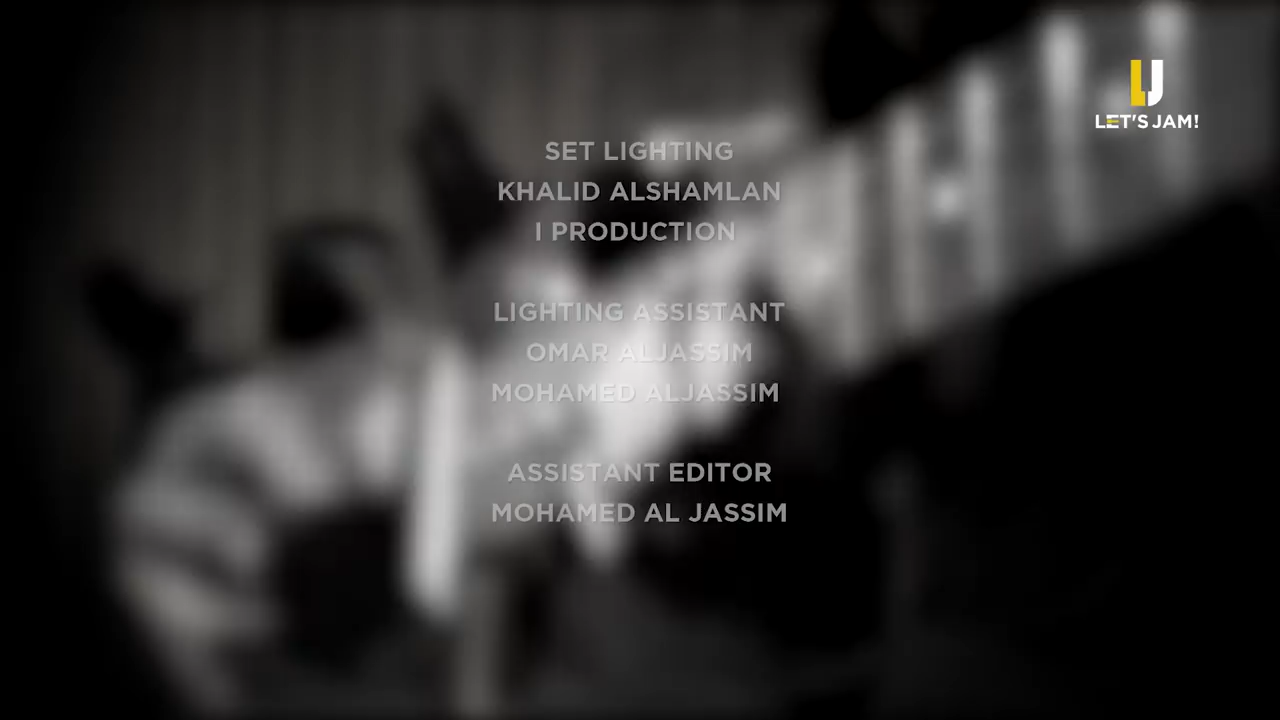 LET'S JAM!
SET LIGHTING
KHALID ALSHAMLAN
I PRODUCTION
LIGHTING ASSISTANT
OMAR ALJASSIM
MOHAMED ALJASSIM
ASSISTANT EDITOR
MOHAMED AL JASSIM